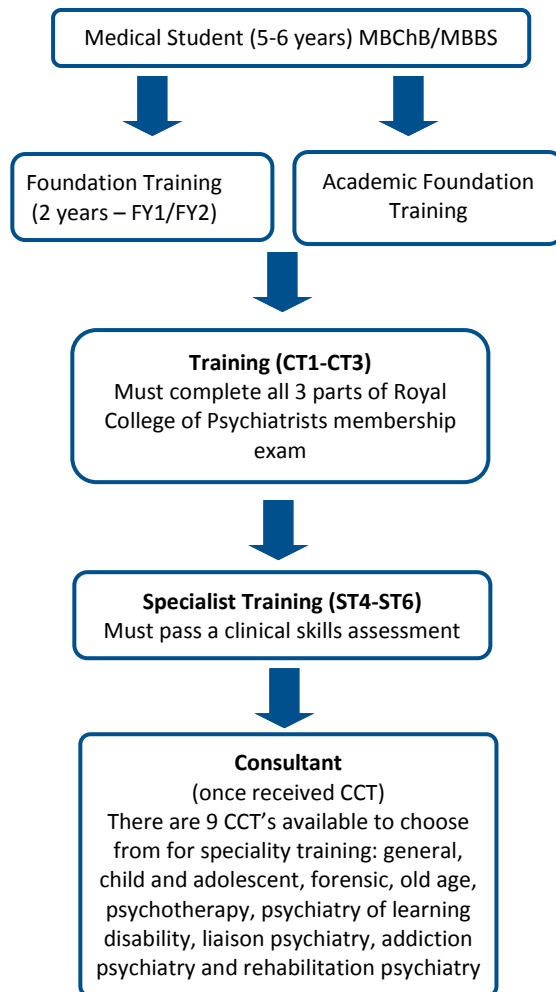 Medical Student (5-6 years) MBChB/MBBS
Foundation Training
(2 years – FY1/FY2)
Academic Foundation
Training
Training (CT1-CT3)
Must complete all 3 parts of Royal
College of Psychiatrists membership
exam
Specialist Training (ST4-ST6)
Must pass a clinical skills assessment
Consultant
(once received CCT)
There are 9 CCT's available to choose
from for speciality training: general,
child and adolescent, forensic, old age,
psychotherapy, psychiatry of learning
disability, liaison psychiatry, addiction
psychiatry and rehabilitation psychiatry